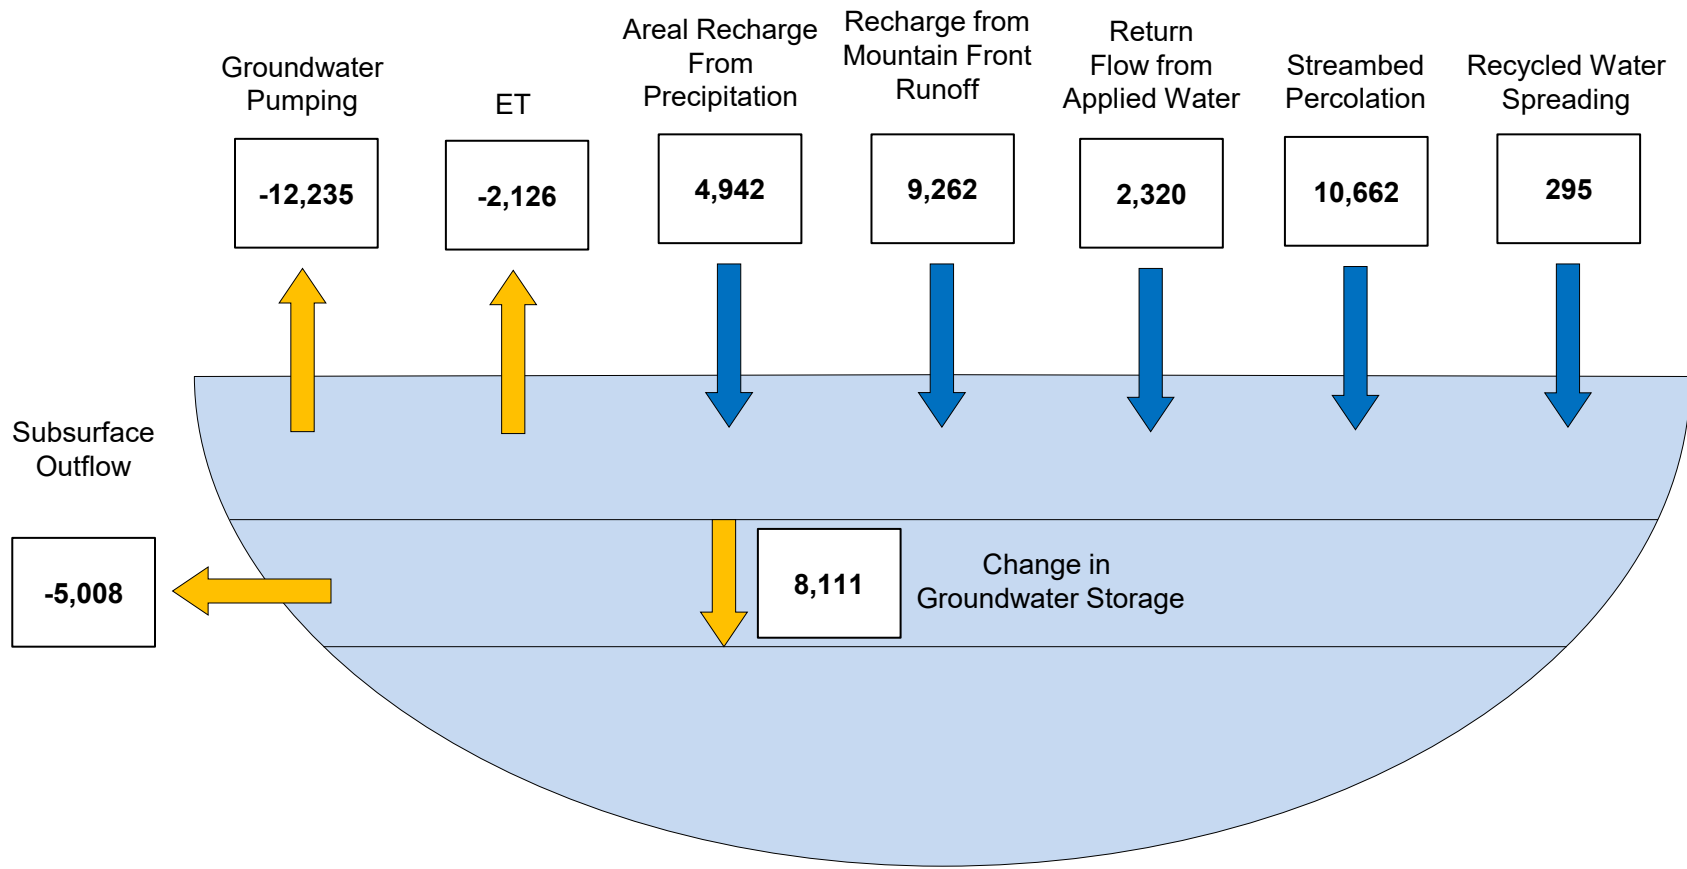 Groundwater
Pumping
-12,235
ET
-2,126
Areal Recharge
From
Precipitation
4,942
Recharge from
Mountain Front
Runoff
9,262
Return
Flow from
Applied Water
2,320
Streambed
Percolation
10,662
Recycled Water
Spreading
295
Subsurface
Outflow
-5,008
8,111
Change in
Groundwater Storage